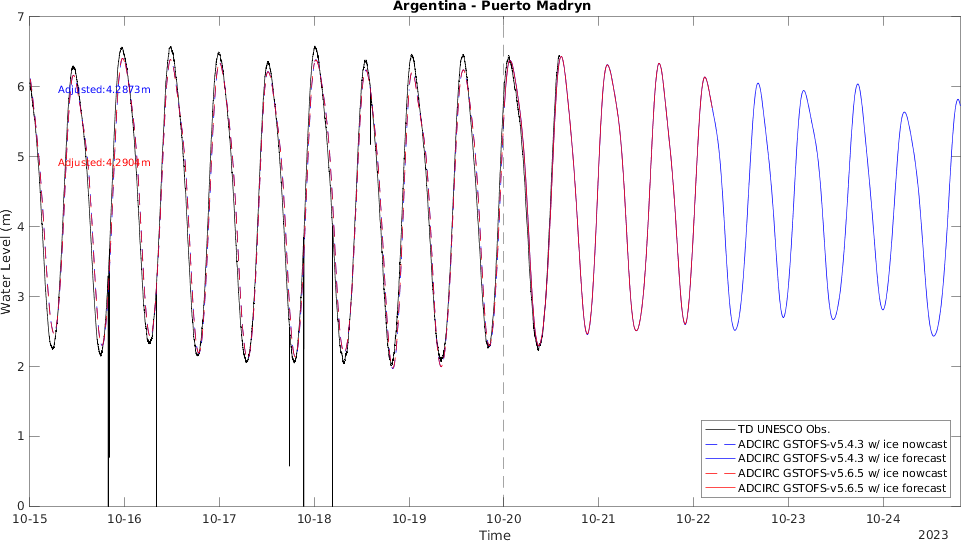 Argentina - Puerto Madryn
7
6
5
4
3
2
1
0
Water Level (m)
Adjusted:4.2873m
Adjusted:4.2904m
TD UNESCO Obs.
ADCIRC GSTOFS-v5.4.3 w/ ice nowcast
ADCIRC GSTOFS-v5.4.3 w/ ice forecast
ADCIRC GSTOFS-v5.6.5 w/ ice nowcast
ADCIRC GSTOFS-v5.6.5 w/ ice forecast
10-15 10-16 10-17 10-18 10-19 10-20 10-21 10-22 10-23 10-24
Time
2023